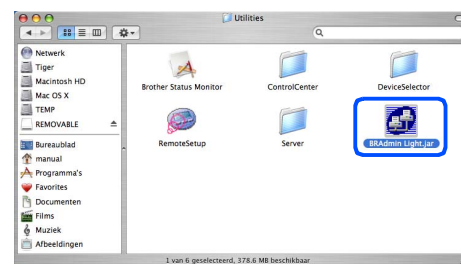 Utilities
Netwerk
Tiger
Macintosh HD
Mac OS X
TEMP
REMOVABLE
Bureaublad
manual
Programma's
Favorites
Documenten
Films
Muziek
Afbeeldingen
Brother Status Monitor
ControlCenter
DeviceSelector
RemoteSetup
Server
BRAdmin Light.jar
1 van 6 geselecteerd, 378.6 MB beschikbaar